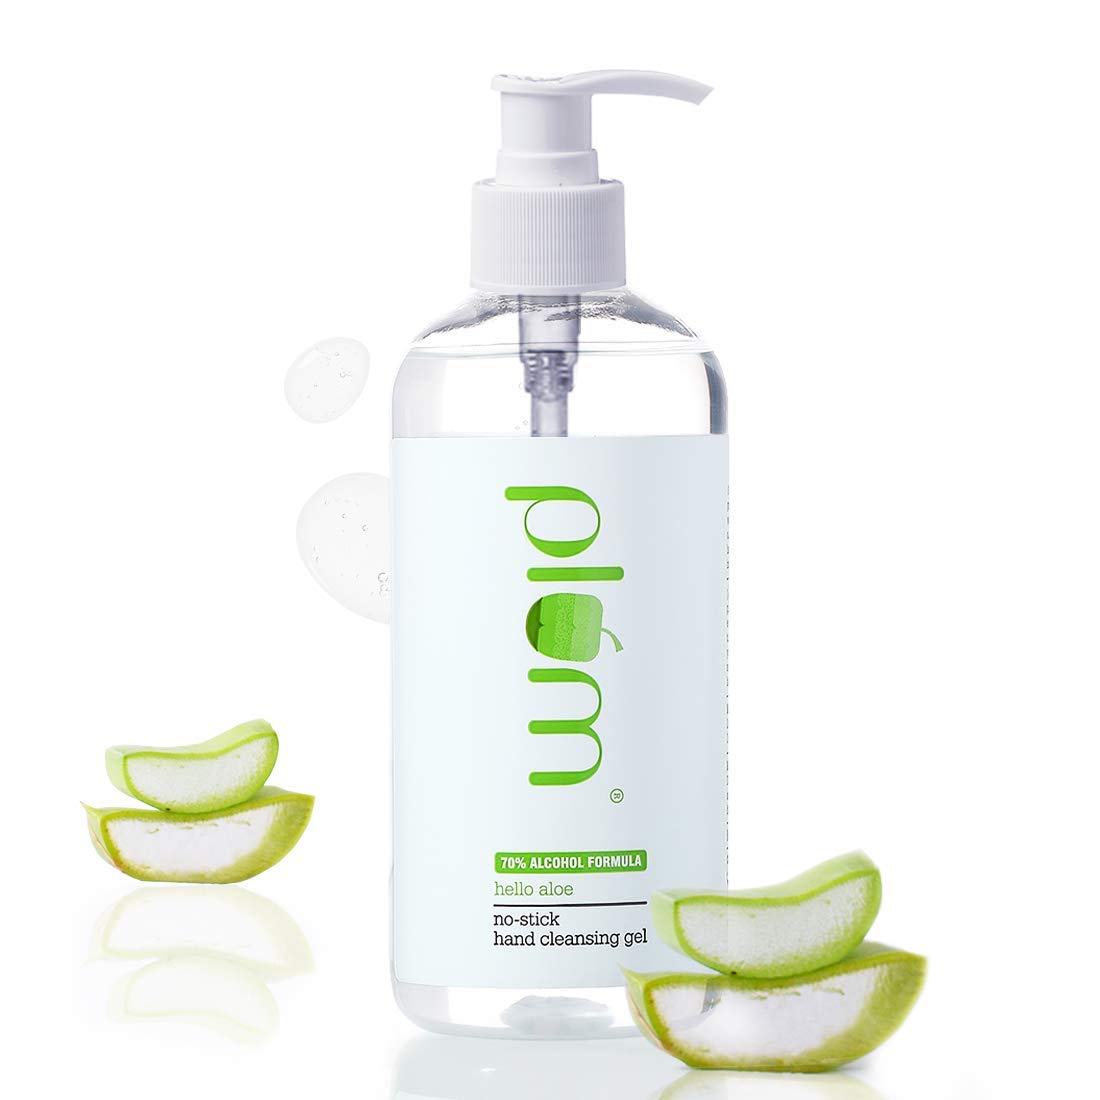 plum
®
70% ALCOHOL FORMULA
hello aloe
no-stick
hand cleansing gel